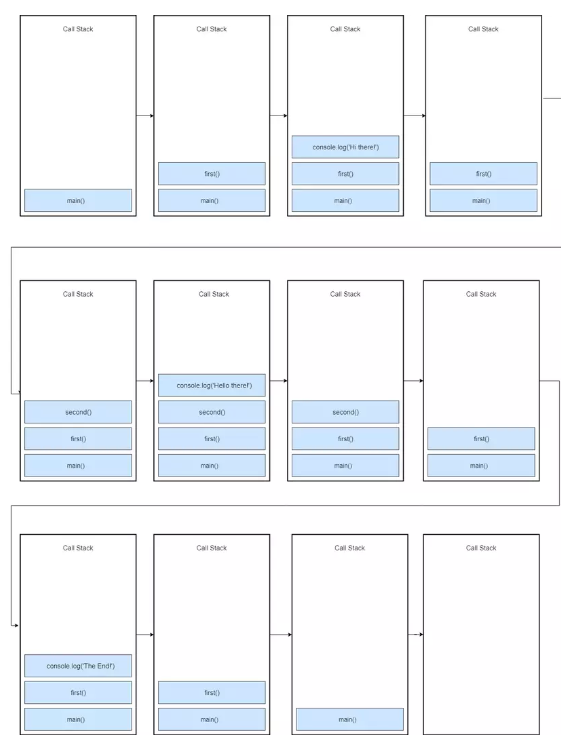 Call Stack
main()
Call Stack
first()
main()
Call Stack
console.log('Hi there!')
first()
main()
Call Stack
first()
main()
Call Stack
second()
first()
main()
Call Stack
console.log('Hello there!')
second()
first()
main()
Call Stack
second()
first()
main()
Call Stack
first()
main()
Call Stack
console.log('The End!')
first()
main()
Call Stack
first()
main()
Call Stack
main()
Call Stack